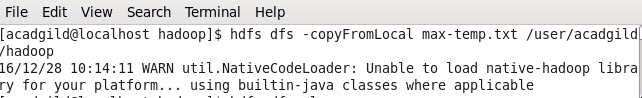 File Edit View Search Terminal Help
[acadgild@localhost hadoop]$ hdfs dfs -copyFromLocal max-temp.txt /user/acadgild
/hadoop
16/12/28 10:14:11 WARN util.NativeCodeLoader: Unable to load native-hadoop libra
ry for your platform... using builtin-java classes where applicable